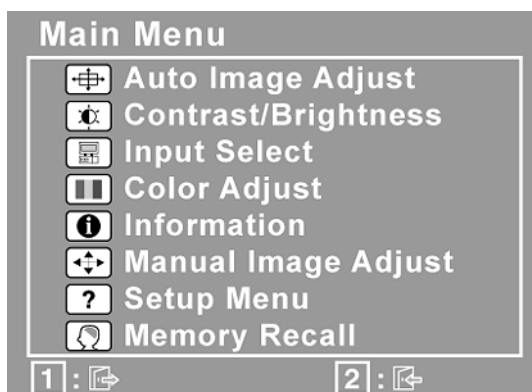 Main Menu
Auto Image Adjust
Contrast/Brightness
Input Select
Color Adjust
i Information
Manual Image Adjust
? Setup Menu
Memory Recall
1 : 2 :